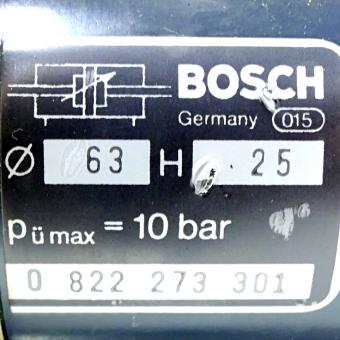 BOSCH
Germany 015
Ø 63 H 25
pü max = 10 bar
0 822 273 301